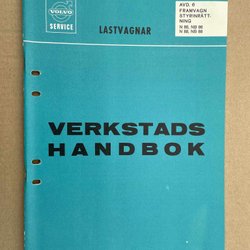 VOLVO
SERVICE
LASTVAGNAR
AVD. 6
FRAMVAGN
STYRINRÄTT-
NING
N 86, NB 86
N 88, NB 88
VERKSTADS
HANDBOK